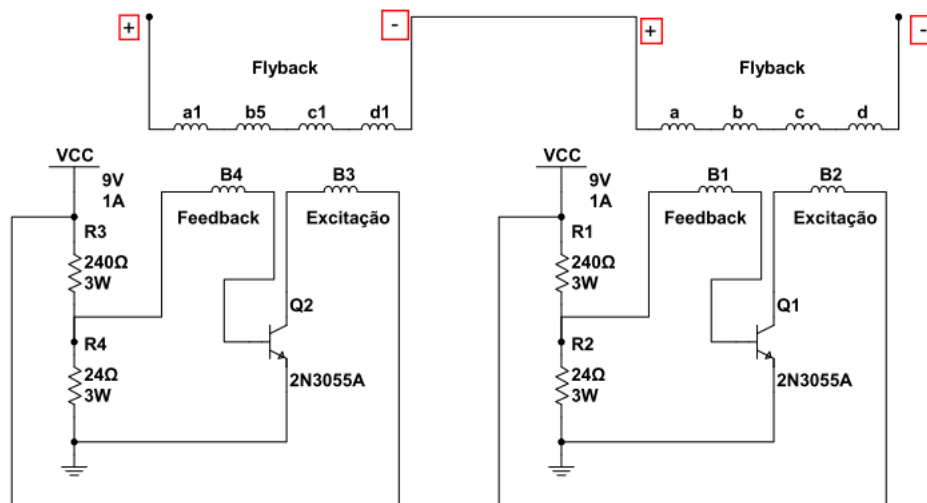 + - + -
Flyback Flyback
a1 b5 c1 d1 a b c d
VCC B4 B3 VCC B1 B2
9V 9V
1A Feedback Excitação 1A Feedback Excitação
R3 R1
240Ω 240Ω
3W 3W
Q2 Q1
R4 R2
24Ω 2N3055A 24Ω 2N3055A
3W 3W